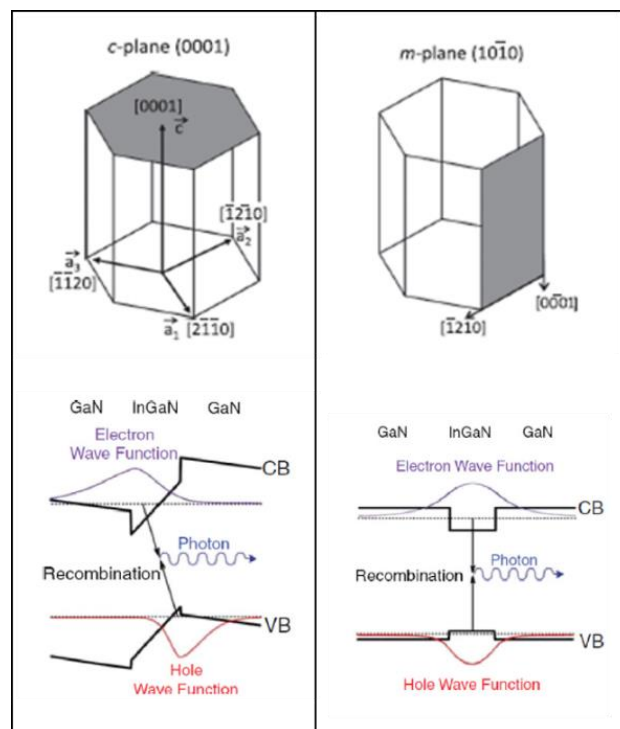 c-plane (0001)
[0001]
c
[1̅2̅10]
a₂
a₃
[1̅1̅20]
a₁ [21̅1̅0]
GaN InGaN GaN
Electron
Wave Function
CB
Photon
Recombination
VB
Hole
Wave Function
m-plane (101̅0)
[0001̅]
[1̅21̅0]
GaN InGaN GaN
Electron Wave Function
CB
Photon
Recombination
VB
Hole Wave Function